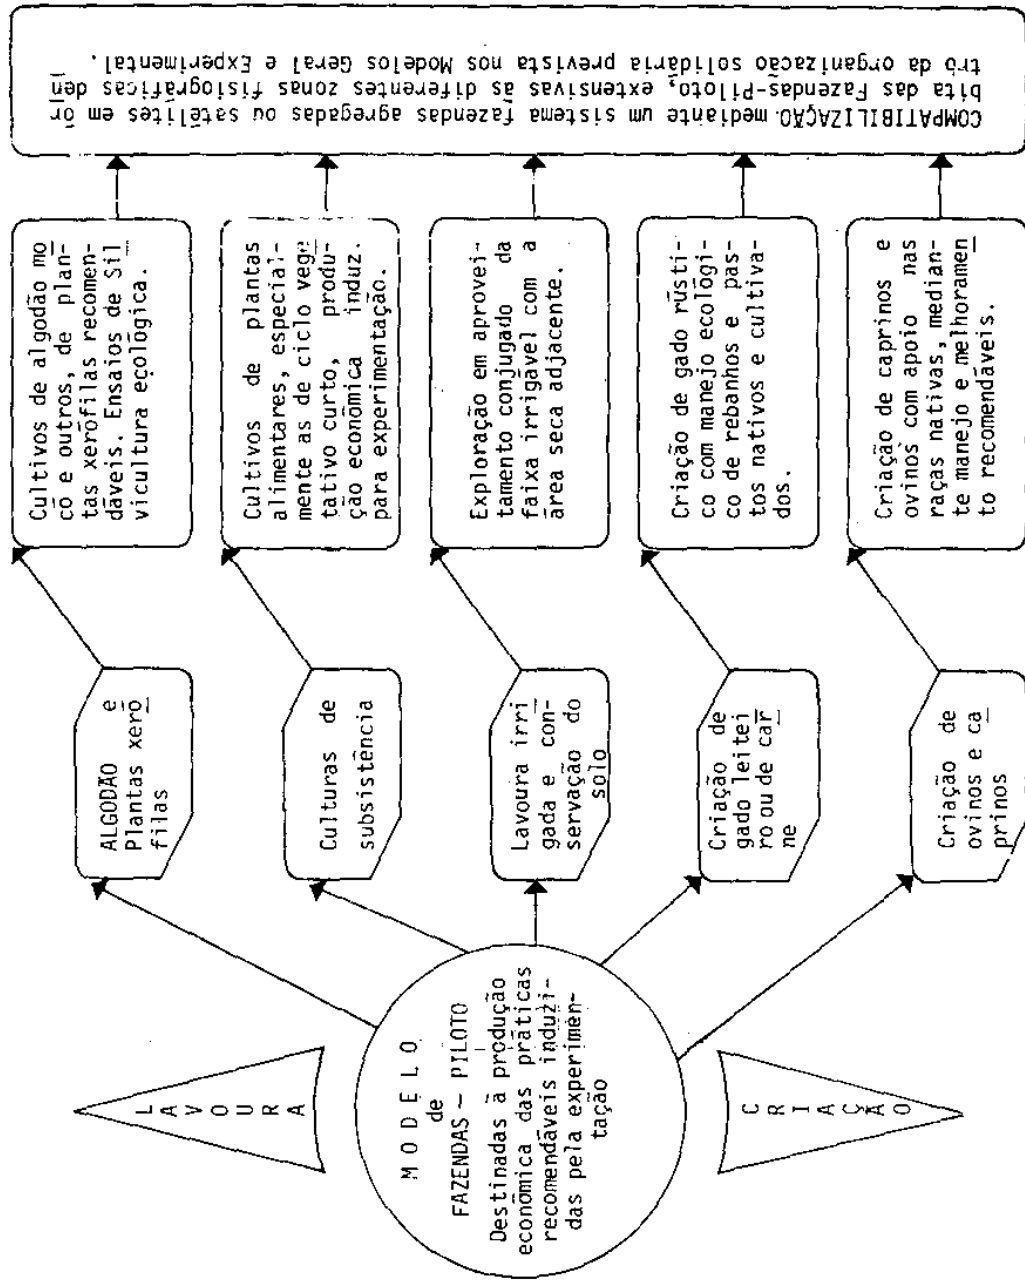 LAVOURA
M O D E L O
de
FAZENDAS - PILOTO
Destinadas à produção
econômica das práticas
recomendáveis induzi-
das pela experimen-
tação
CRIAÇÃO
ALGODÃO e
Plantas xerõ
filas
Culturas de
subsistência
Lavoura irri
gada e con-
servação do
solo
Criação de
gado leitei
ro ou de car
ne
Criação de
ovinos e ca
prinos
Cultivos de algodão mo
có e outros, de plan-
tas xerófilas recomen-
dáveis. Ensaios de Sil
vicultura ecológica.
Cultivos de plantas
alimentares, especial-
mente as de ciclo vege
tativo curto, produ-
ção econômica induz.
para experimentação.
Exploração em aprovei-
tamento conjugado da
faixa irrigável com a
área seca adjacente.
Criação de gado rústi-
co com manejo ecológi-
co de rebanhos e pas-
tos nativos e cultiva-
dos.
Criação de caprinos e
ovinos com apoio nas
raças nativas, median-
te manejo e melhoramen
to recomendáveis.
COMPATIBILIZAÇÃO mediante um sistema fazendas agregadas ou satélites em ór
bita das Fazendas-Piloto, extensivas às diferentes zonas fisiográficas den
tro da organização solidária prevista nos Modelos Geral e Experimental.